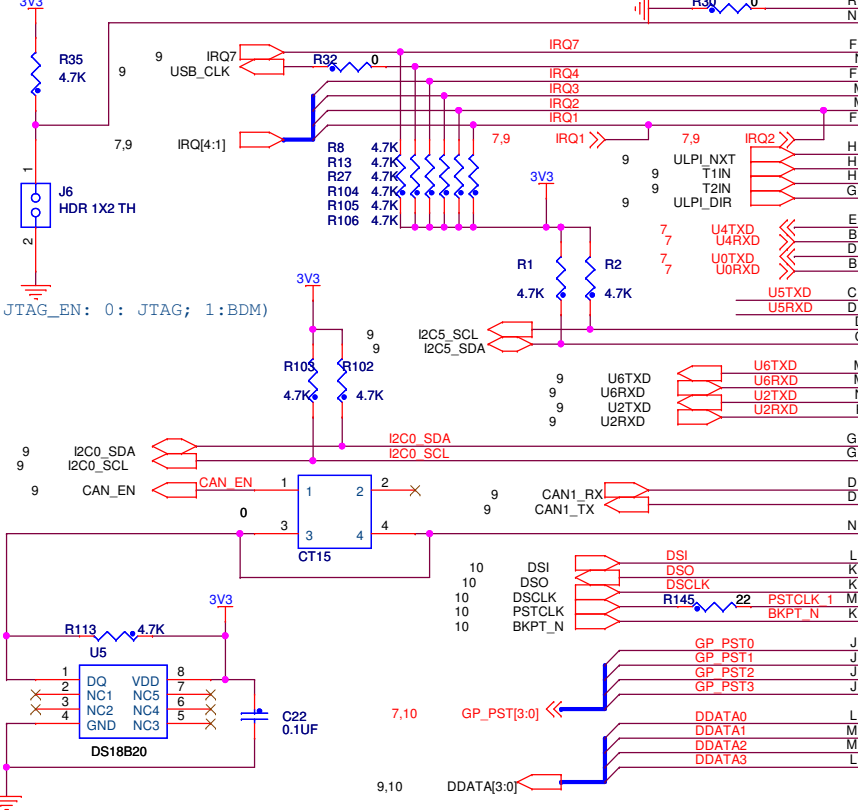 3V3
R30 0
R
N
R35
4.7K
9
9
IRQ7
USB_CLK
R32 0
IRQ7
IRQ4
IRQ3
IRQ2
IRQ1
F
F
M
F
7,9
IRQ[4:1]
7,9
IRQ1
7,9
IRQ2
R8 4.7K
R13 4.7K
R27 4.7K
R104 4.7K
R105 4.7K
R106 4.7K
9
ULPI_NXT
H
9
T1IN
H
9
T2IN
H
9
ULPI_DIR
G
1
J6
HDR 1X2 TH
2
3V3
7
U4TXD
E
7
U4RXD
B
7
U0TXD
D
7
U0RXD
B
R1
4.7K
R2
4.7K
U5TXD
C
U5RXD
D
JTAG_EN: 0: JTAG; 1:BDM)
3V3
9
I2C5_SCL
9
I2C5_SDA
R103
4.7K
R102
4.7K
9
U6TXD
U6TXD
9
U6RXD
U6RXD
9
U2TXD
U2TXD
9
U2RXD
U2RXD
9
I2C0_SDA
I2C0_SDA
G
9
I2C0_SCL
I2C0_SCL
G
9
CAN_EN
CAN_EN
1
1
2
2
9
CAN1_RX
D
9
CAN1_TX
D
0
3
3
4
4
N
CT15
10
DSI
DSI
L
10
DSO
DSO
K
10
DSCLK
DSCLK
K
10
PSTCLK
R145 22
PSTCLK_1
M
10
BKPT_N
BKPT_N
K
3V3
R113 4.7K
U5
1 DQ VDD 8
2 NC1 NC5 7
3 NC2 NC4 6
4 GND NC3 5
DS18B20
C22
0.1UF
GP_PST0
J
GP_PST1
J
GP_PST2
J
GP_PST3
J
7,10
GP_PST[3:0]
DDATA0
L
DDATA1
M
DDATA2
M
DDATA3
L
9,10
DDATA[3:0]